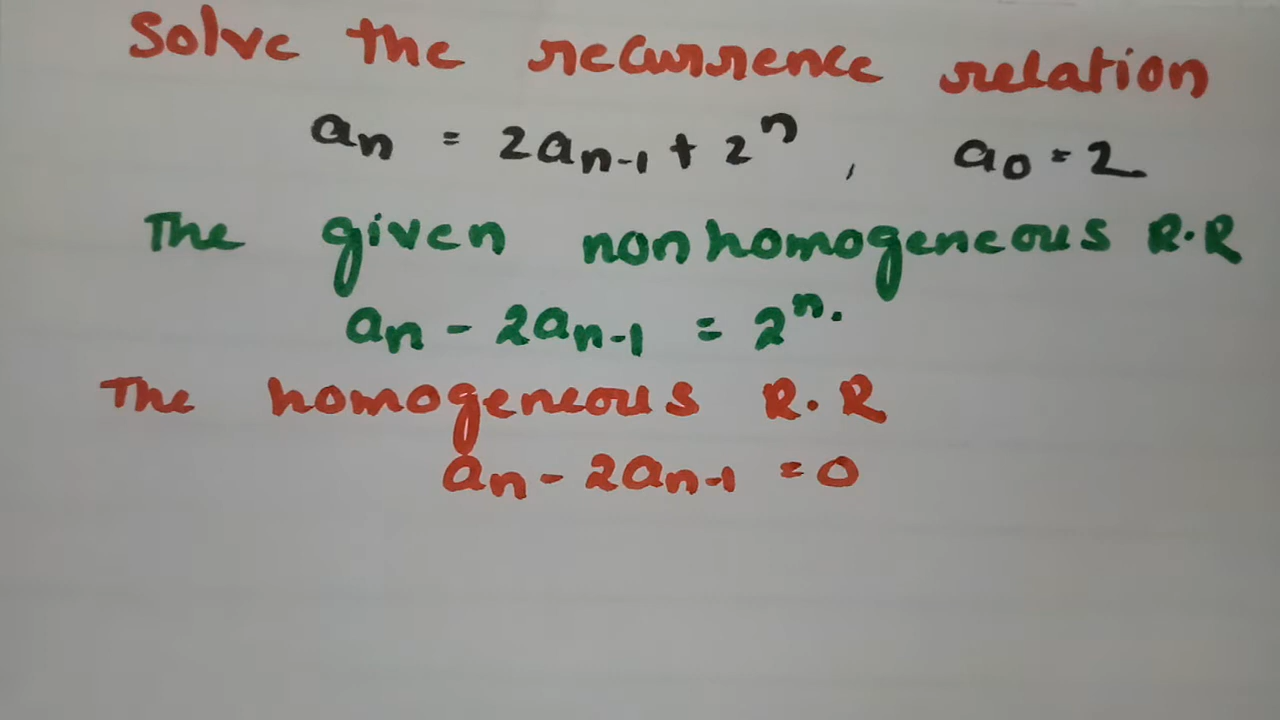 Solve the recurrence relation
aₙ = 2aₙ₋₁ + 2ⁿ, a₀ = 2
The given nonhomogeneous R.R
aₙ - 2aₙ₋₁ = 2ⁿ.
The homogeneous R.R
aₙ - 2aₙ₋₁ = 0